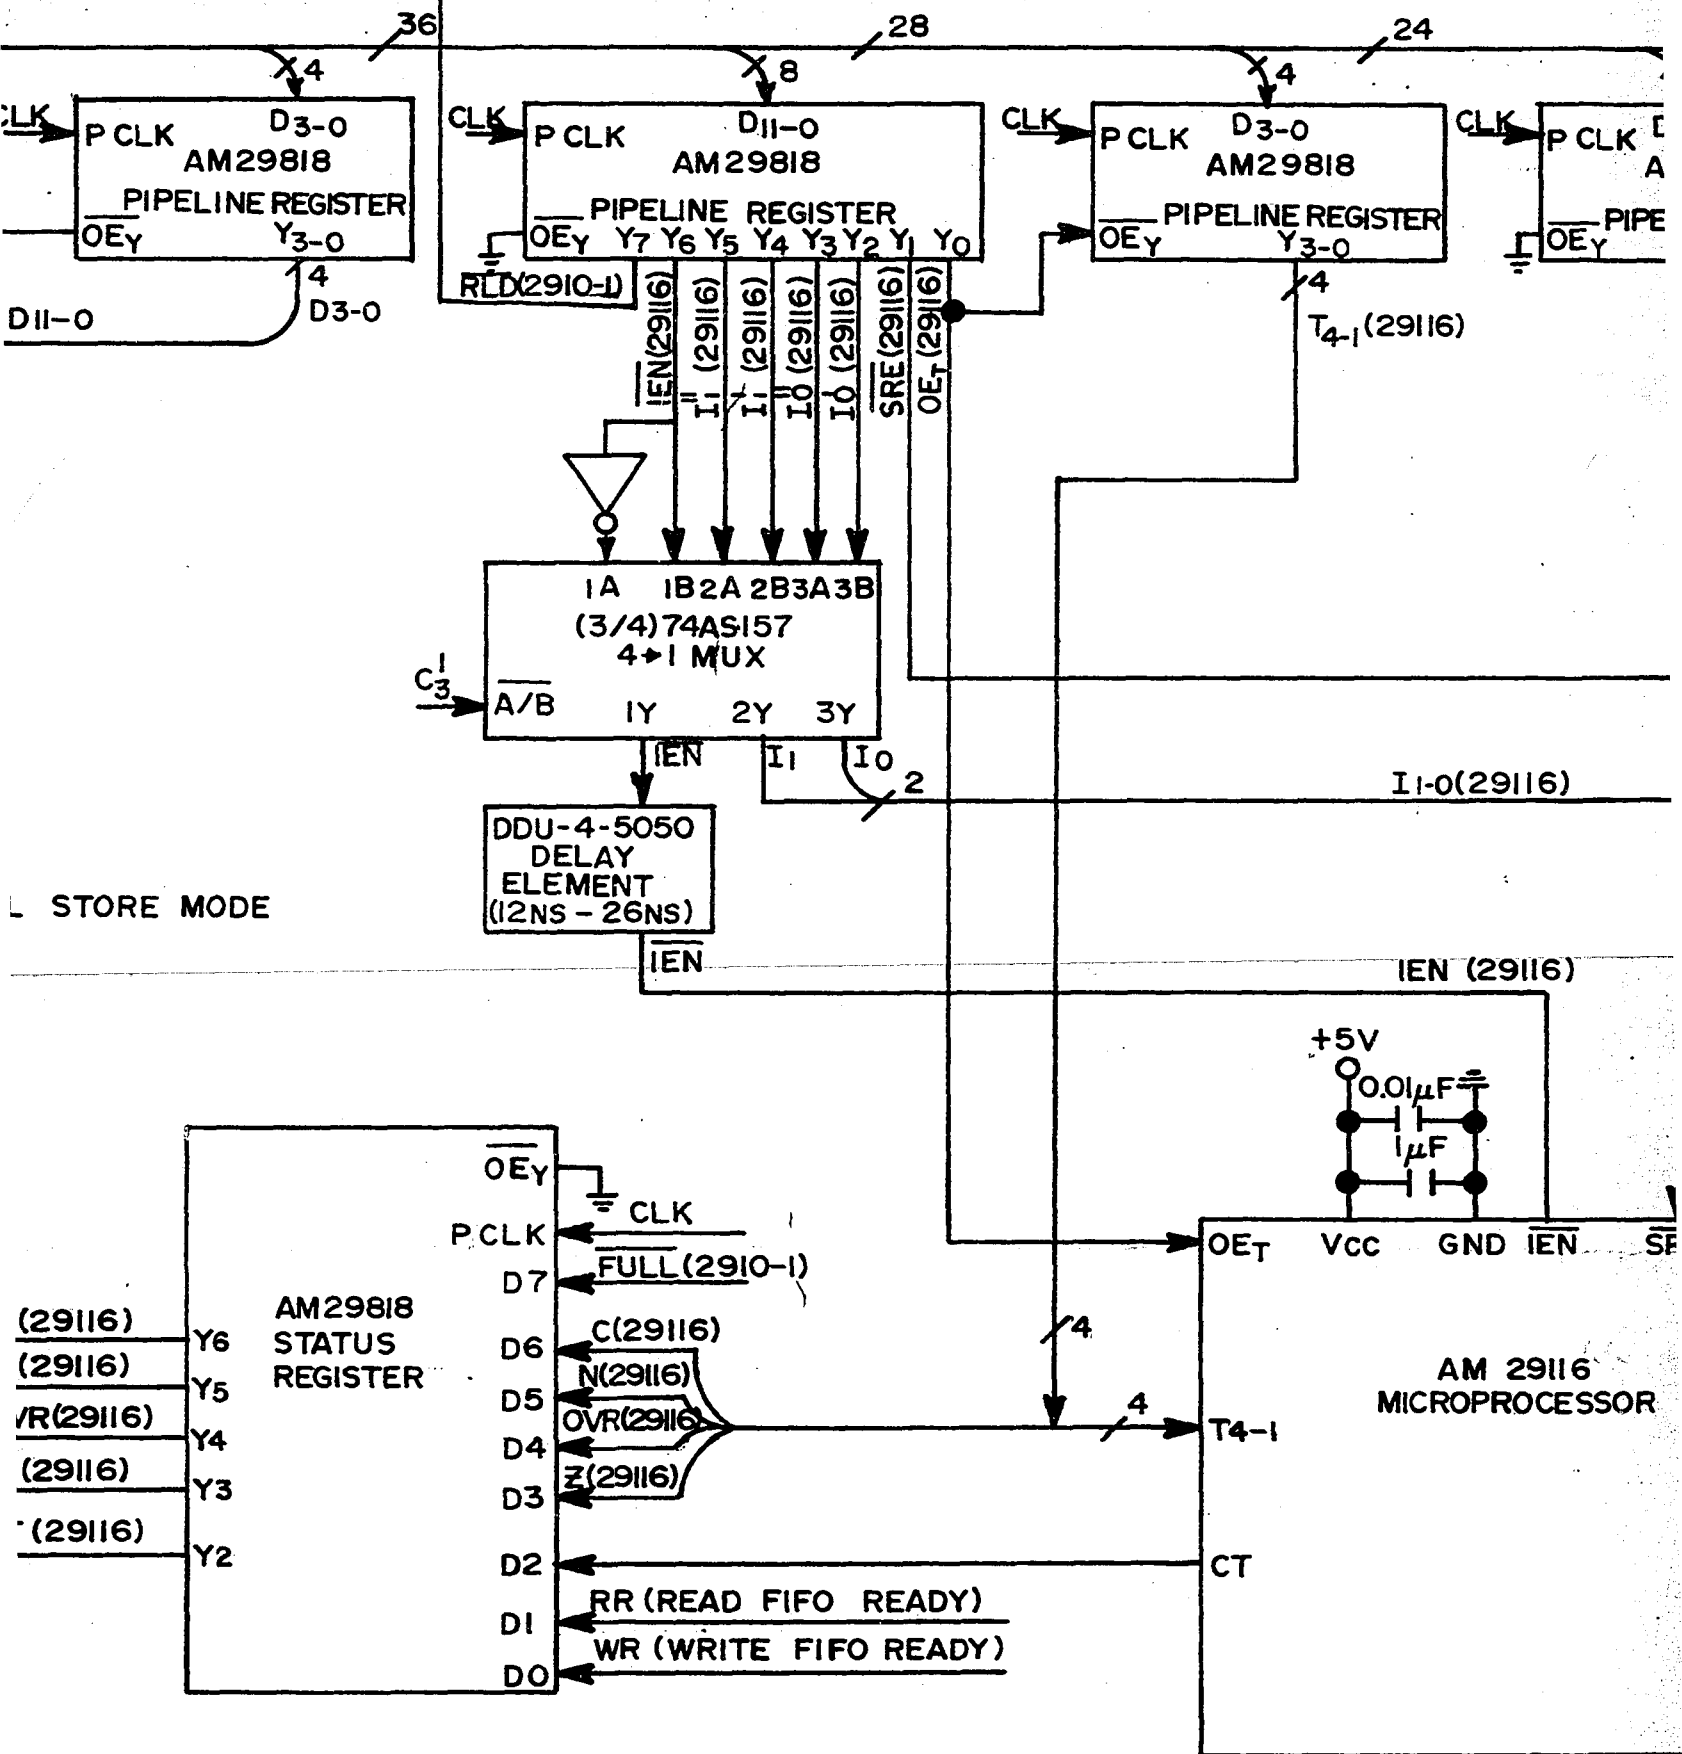 36
28
24
4
8
4
CLK
P CLK
D3-0
AM29818
PIPELINE REGISTER
OEY
Y3-0
4
D3-0
D11-0
CLK
P CLK
D11-0
AM29818
PIPELINE REGISTER
OEY Y7 Y6 Y5 Y4 Y3 Y2 Y1 Y0
RLD(2910-1)
IEN(29116)
I1 (29116)
I1 (29116)
I0 (29116)
I0 (29116)
SRE(29116)
OET(29116)
CLK
P CLK
D3-0
AM29818
PIPELINE REGISTER
OEY
Y3-0
4
T4-1(29116)
CLK
P CLK
PIPE
OEY
1A 1B 2A 2B 3A 3B
(3/4)74AS157
4→1 MUX
C3 1
A/B
1Y 2Y 3Y
IEN
I1
I0
2
I1-0(29116)
DDU-4-5050
DELAY
ELEMENT
(12NS - 26NS)
L STORE MODE
IEN
IEN (29116)
+5V
0.01µF
1µF
OEY
P CLK
CLK
D7
FULL(2910-1)
AM29818
STATUS
REGISTER
D6
C(29116)
D5
N(29116)
D4
OVR(29116)
D3
Z(29116)
D2
D1
RR (READ FIFO READY)
D0
WR (WRITE FIFO READY)
(29116)
Y6
(29116)
Y5
VR(29116)
Y4
(29116)
Y3
(29116)
Y2
4
4
OET
VCC
GND
IEN
AM 29116
MICROPROCESSOR
T4-1
CT